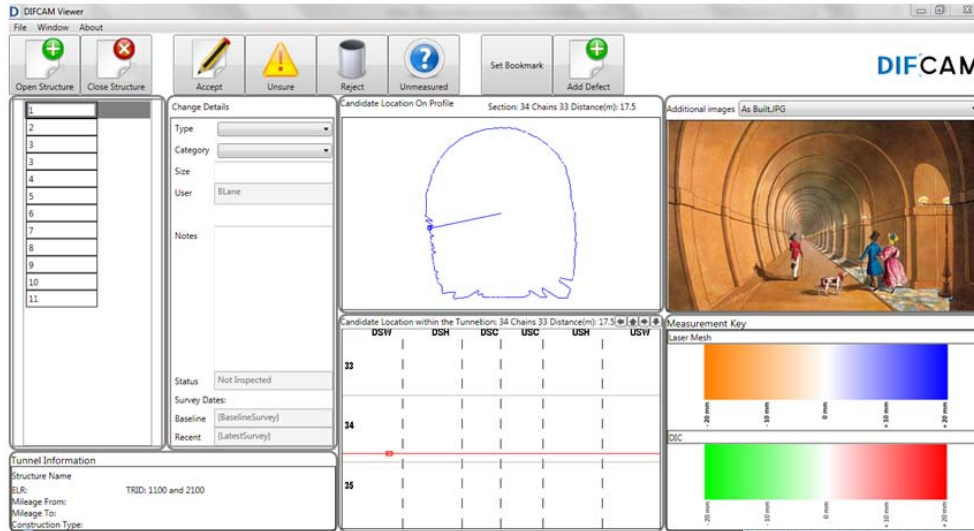 DIFCAM Viewer
File Window About
Open Structure
Close Structure
Accept
Unsure
Reject
Unmeasured
Set Bookmark
Add Defect
DIFCAM
1
2
3
3
4
5
6
7
8
9
10
11
Change Details
Type
Category
Size
User BLane
Notes
Status Not Inspected
Survey Dates:
Baseline {BaselineSurvey}
Recent {LatestSurvey}
Candidate Location On Profile Section: 34 Chains 33 Distance(m): 17.5
Candidate Location within the Tunneltion: 34 Chains 33 Distance(m): 17.5
DSW DSH DSC USC USH USW
33
34
35
Additional images As Built.JPG
Measurement Key
Laser Mesh
- 20 mm
- 10 mm
0 mm
+ 10 mm
+ 20 mm
DIC
- 20 mm
- 10 mm
0 mm
+ 10 mm
+ 20 mm
Tunnel Information
Structure Name
ELR: TRID: 1100 and 2100
Mileage From:
Mileage To:
Construction Type: